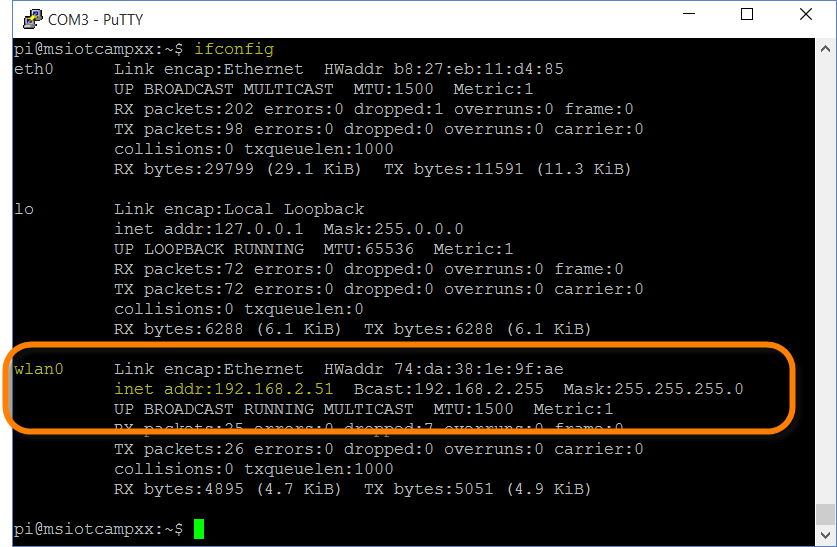 COM3 - PuTTY
pi@msiotcampxx:~$ ifconfig
eth0 Link encap:Ethernet HWaddr b8:27:eb:11:d4:85
UP BROADCAST MULTICAST MTU:1500 Metric:1
RX packets:202 errors:0 dropped:1 overruns:0 frame:0
TX packets:98 errors:0 dropped:0 overruns:0 carrier:0
collisions:0 txqueuelen:1000
RX bytes:29799 (29.1 KiB) TX bytes:11591 (11.3 KiB)
lo Link encap:Local Loopback
inet addr:127.0.0.1 Mask:255.0.0.0
UP LOOPBACK RUNNING MTU:65536 Metric:1
RX packets:72 errors:0 dropped:0 overruns:0 frame:0
TX packets:72 errors:0 dropped:0 overruns:0 carrier:0
collisions:0 txqueuelen:0
RX bytes:6288 (6.1 KiB) TX bytes:6288 (6.1 KiB)
wlan0 Link encap:Ethernet HWaddr 74:da:38:1e:9f:ae
inet addr:192.168.2.51 Bcast:192.168.2.255 Mask:255.255.255.0
UP BROADCAST RUNNING MULTICAST MTU:1500 Metric:1
RX packets:25 errors:0 dropped:7 overruns:0 frame:0
TX packets:26 errors:0 dropped:0 overruns:0 carrier:0
collisions:0 txqueuelen:1000
RX bytes:4895 (4.7 KiB) TX bytes:5051 (4.9 KiB)
pi@msiotcampxx:~$